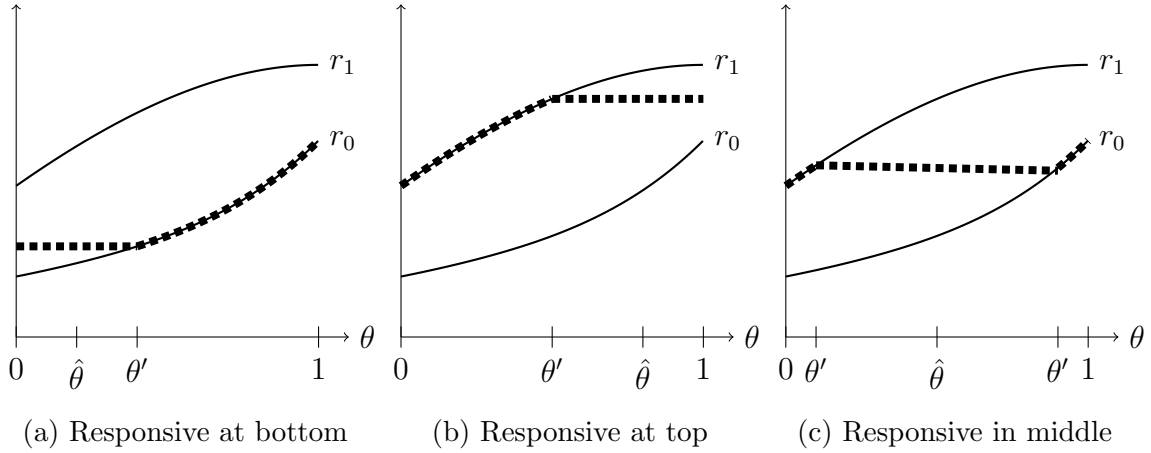 r₁
r₀
θ
0
θ̂
θ′
1
(a) Responsive at bottom
r₁
r₀
θ
0
θ′
θ̂
1
(b) Responsive at top
r₁
r₀
θ
0
θ′
θ̂
θ′
1
(c) Responsive in middle